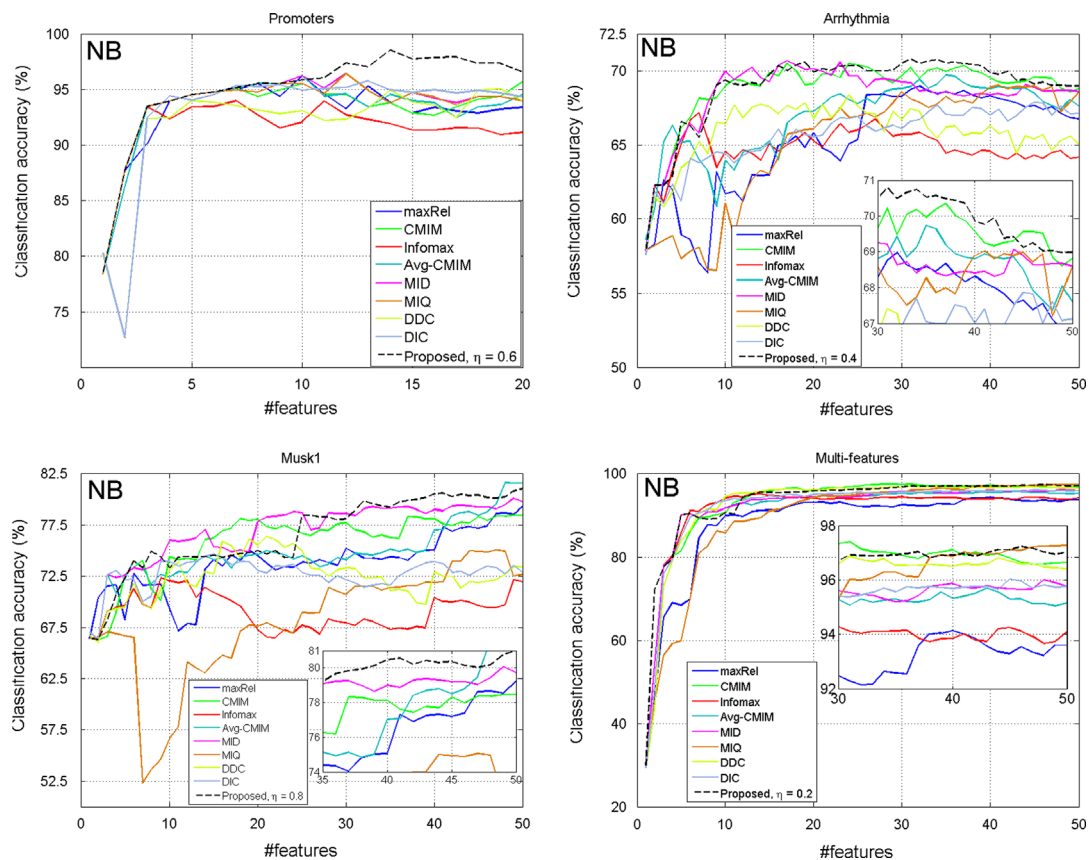 Promoters
NB
Classification accuracy (%)
100
95
90
85
80
75
0
5
10
15
20
#features
maxRel
CMIM
Infomax
Avg-CMIM
MID
MIQ
DDC
DIC
Proposed, η = 0.6
Arrhythmia
NB
Classification accuracy (%)
72.5
70
65
60
55
50
0
10
20
30
40
50
#features
maxRel
CMIM
Infomax
Avg-CMIM
MID
MIQ
DDC
DIC
Proposed, η = 0.4
71
70
69
68
67
30
40
50
Musk1
NB
Classification accuracy (%)
82.5
77.5
72.5
67.5
62.5
57.5
52.5
0
10
20
30
40
50
#features
maxRel
CMIM
Infomax
Avg-CMIM
MID
MIQ
DDC
DIC
Proposed, η = 0.8
81
80
78
76
74
35
40
45
50
Multi-features
NB
Classification accuracy (%)
100
80
60
40
20
0
10
20
30
40
50
#features
maxRel
CMIM
Infomax
Avg-CMIM
MID
MIQ
DDC
DIC
Proposed, η = 0.2
98
96
94
92
30
40
50